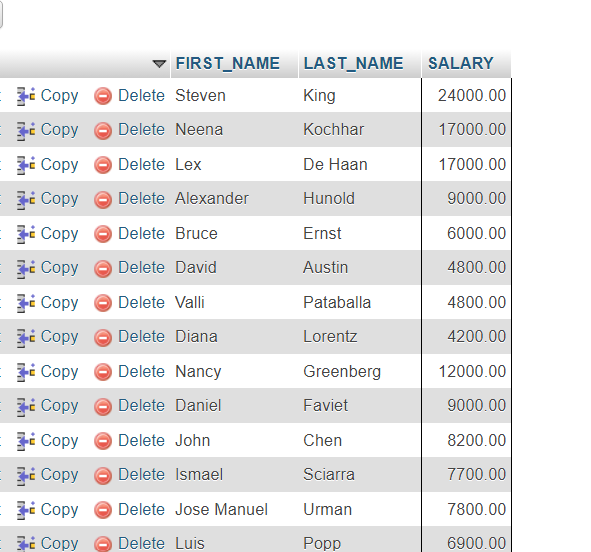 FIRST_NAME LAST_NAME SALARY
Copy Delete Steven King 24000.00
Copy Delete Neena Kochhar 17000.00
Copy Delete Lex De Haan 17000.00
Copy Delete Alexander Hunold 9000.00
Copy Delete Bruce Ernst 6000.00
Copy Delete David Austin 4800.00
Copy Delete Valli Pataballa 4800.00
Copy Delete Diana Lorentz 4200.00
Copy Delete Nancy Greenberg 12000.00
Copy Delete Daniel Faviet 9000.00
Copy Delete John Chen 8200.00
Copy Delete Ismael Sciarra 7700.00
Copy Delete Jose Manuel Urman 7800.00
Copy Delete Luis Popp 6900.00